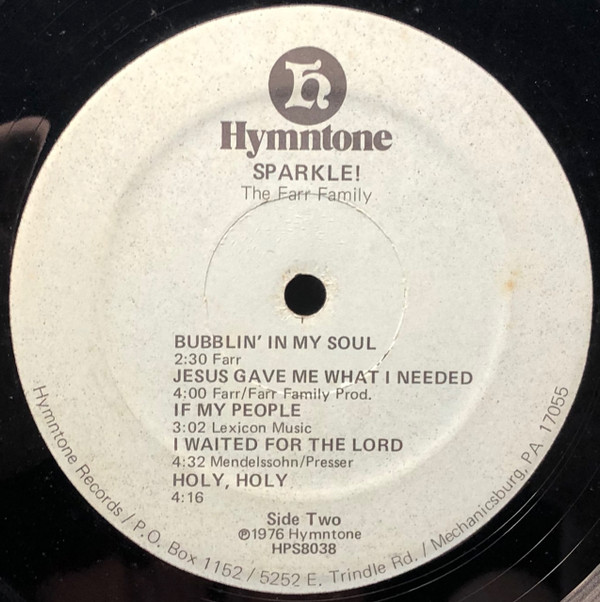 h
Hymntone
SPARKLE!
The Farr Family
BUBBLIN' IN MY SOUL
2:30 Farr
JESUS GAVE ME WHAT I NEEDED
4:00 Farr/Farr Family Prod.
IF MY PEOPLE
3:02 Lexicon Music
I WAITED FOR THE LORD
4:32 Mendelssohn/Presser
HOLY, HOLY
4:16
Side Two
℗1976 Hymntone
HPS8038
Hymntone Records / P.O. Box 1152 / 5252 E. Trindle Rd. / Mechanicsburg, PA 17055